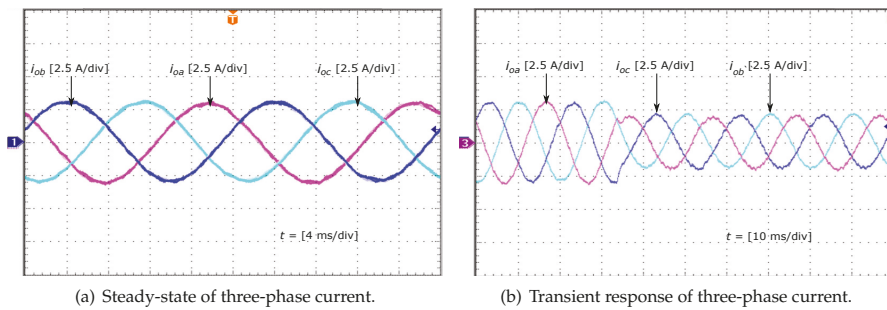 T
i_ob [2.5 A/div] i_oa [2.5 A/div] i_oc [2.5 A/div]
1
t = [4 ms/div]
(a) Steady-state of three-phase current.
i_oa [2.5 A/div] i_oc [2.5 A/div] i_ob [2.5 A/div]
3
t = [10 ms/div]
(b) Transient response of three-phase current.